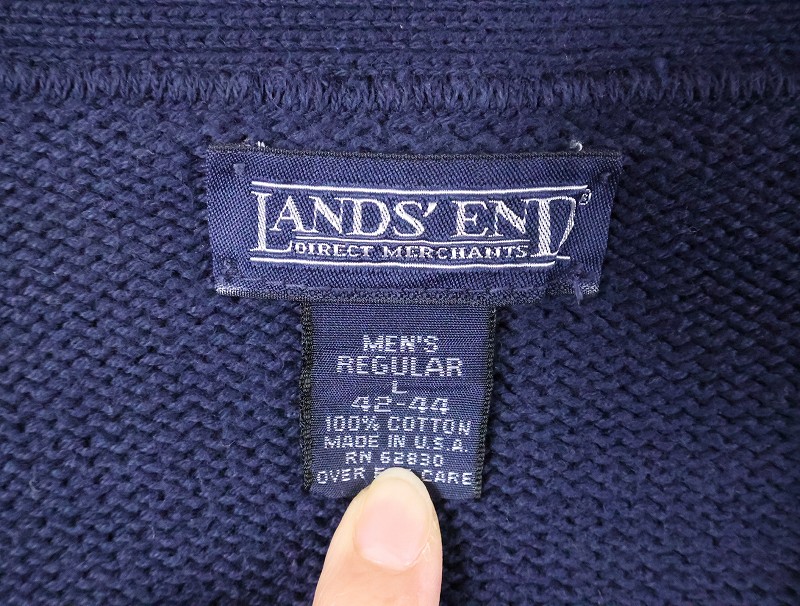 LANDS' END®
DIRECT MERCHANTS
MEN'S
REGULAR
L
42-44
100% COTTON
MADE IN U.S.A.
RN 62830
OVER CARE